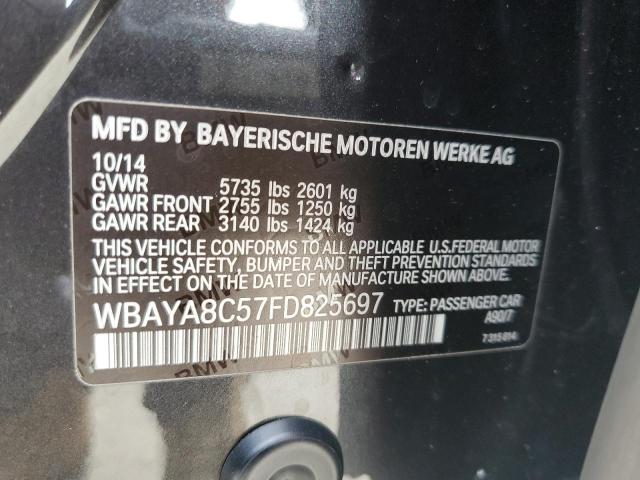 MFD BY BAYERISCHE MOTOREN WERKE AG
10/14
GVWR 5735 lbs 2601 kg
GAWR FRONT 2755 lbs 1250 kg
GAWR REAR 3140 lbs 1424 kg
THIS VEHICLE CONFORMS TO ALL APPLICABLE U.S.FEDERAL MOTOR
VEHICLE SAFETY, BUMPER AND THEFT PREVENTION STANDARDS
IN EFFECT ON THE DATE OF MANUFACTURE SHOWN ABOVE.
WBAYA8C57FD825697 TYPE: PASSENGER CAR
A90/7
7315814